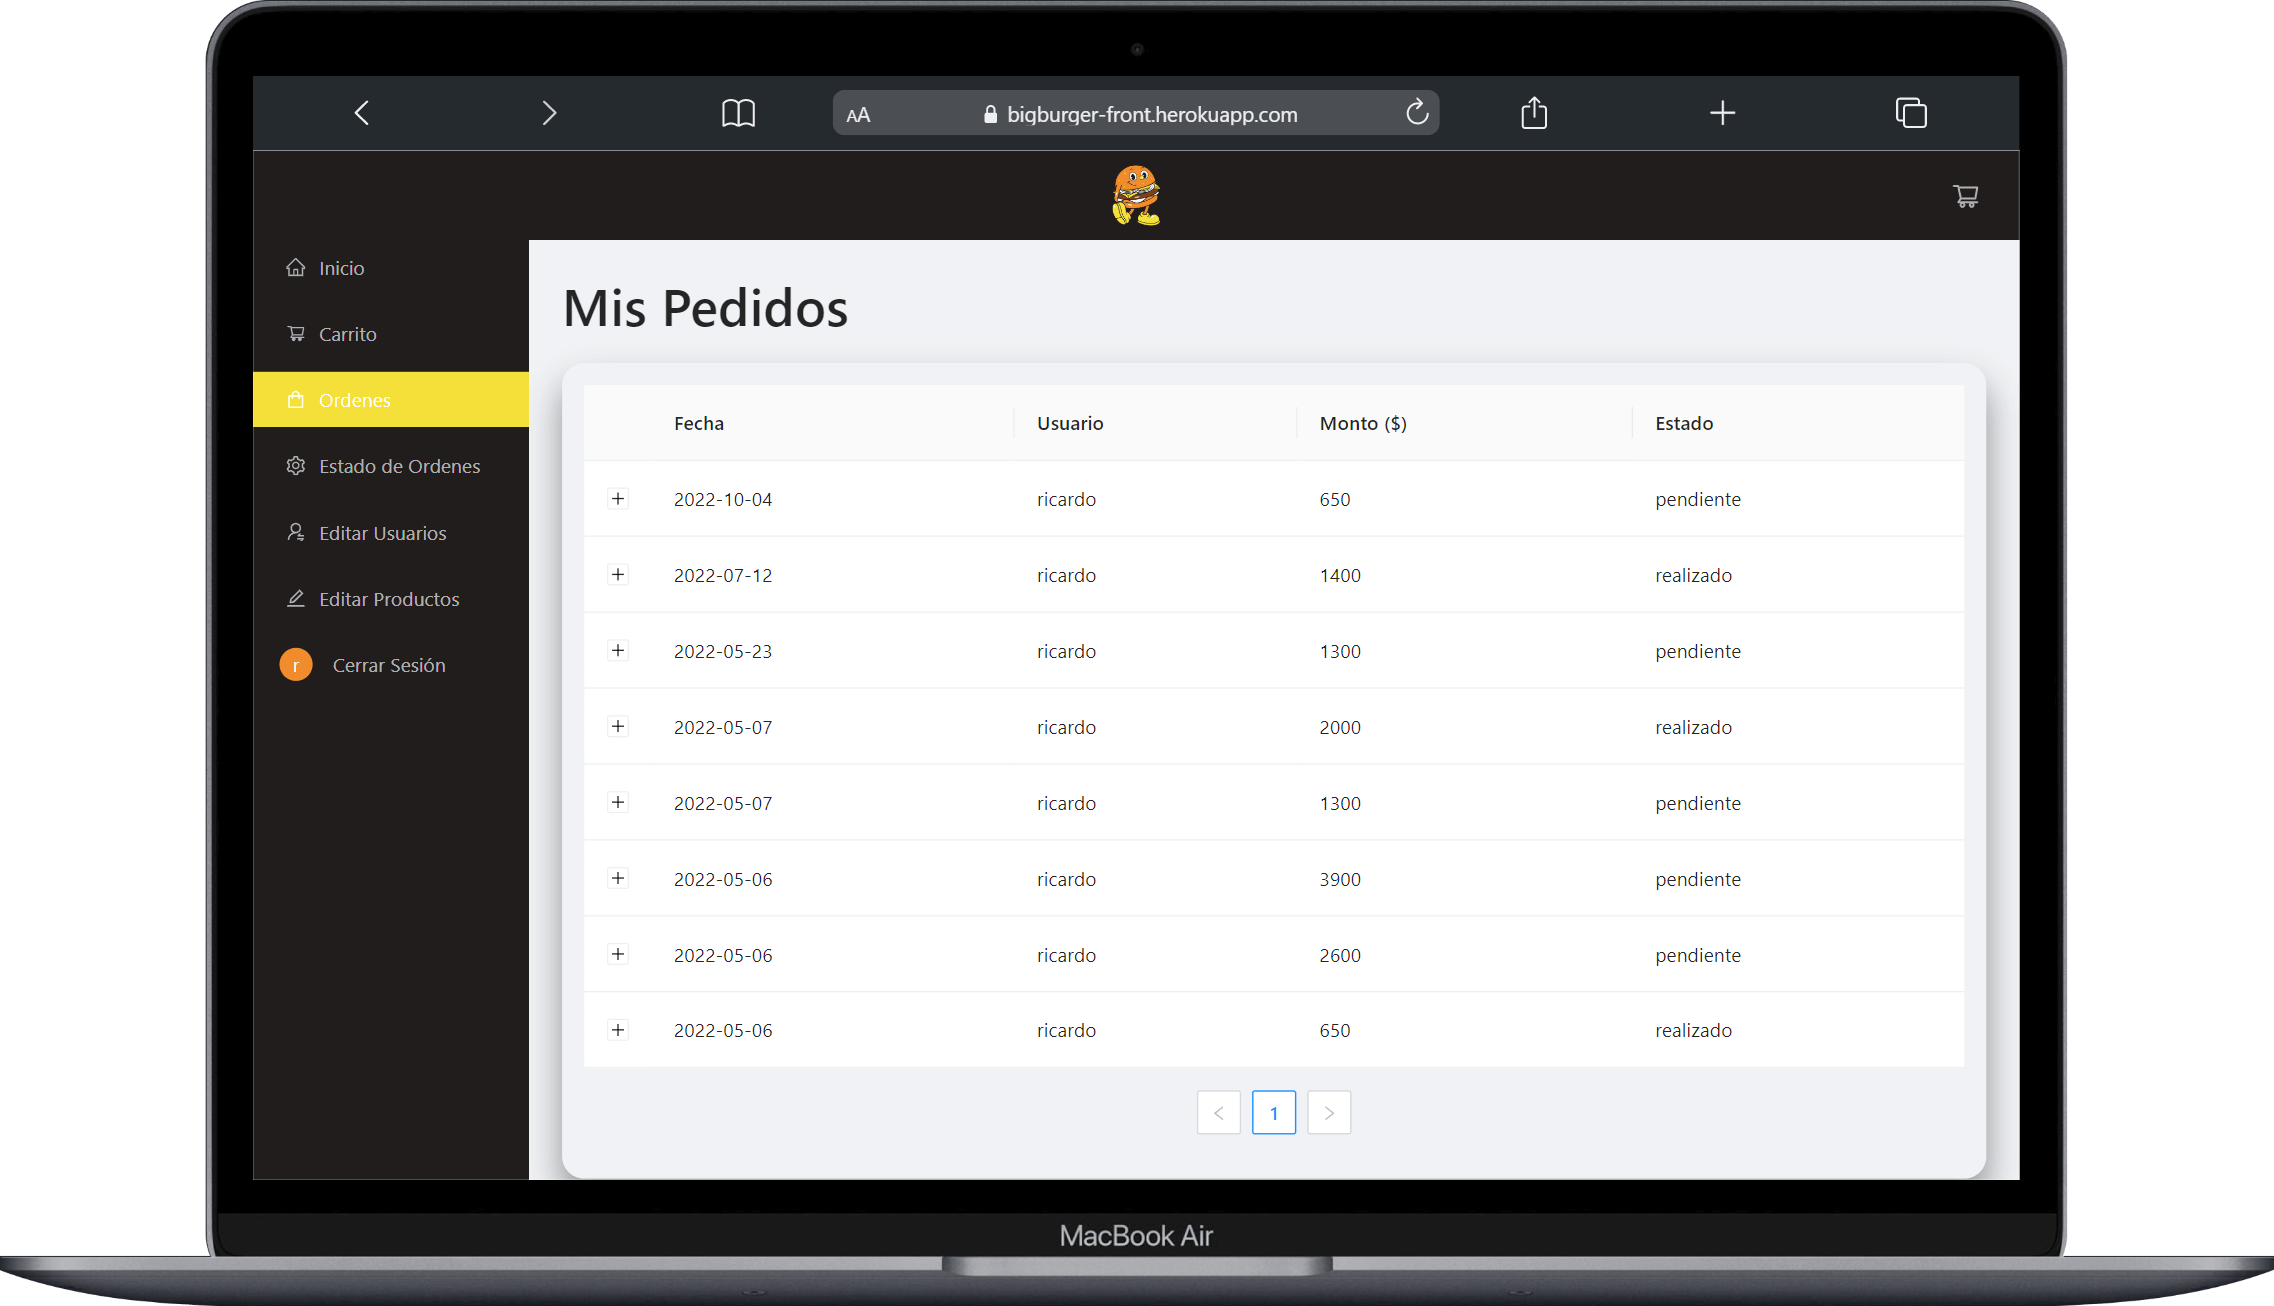 AA bigburger-front.herokuapp.com
Inicio
Carrito
Ordenes
Estado de Ordenes
Editar Usuarios
Editar Productos
r Cerrar Sesión
Mis Pedidos
Fecha Usuario Monto ($) Estado
2022-10-04 ricardo 650 pendiente
2022-07-12 ricardo 1400 realizado
2022-05-23 ricardo 1300 pendiente
2022-05-07 ricardo 2000 realizado
2022-05-07 ricardo 1300 pendiente
2022-05-06 ricardo 3900 pendiente
2022-05-06 ricardo 2600 pendiente
2022-05-06 ricardo 650 realizado
< 1 >
MacBook Air